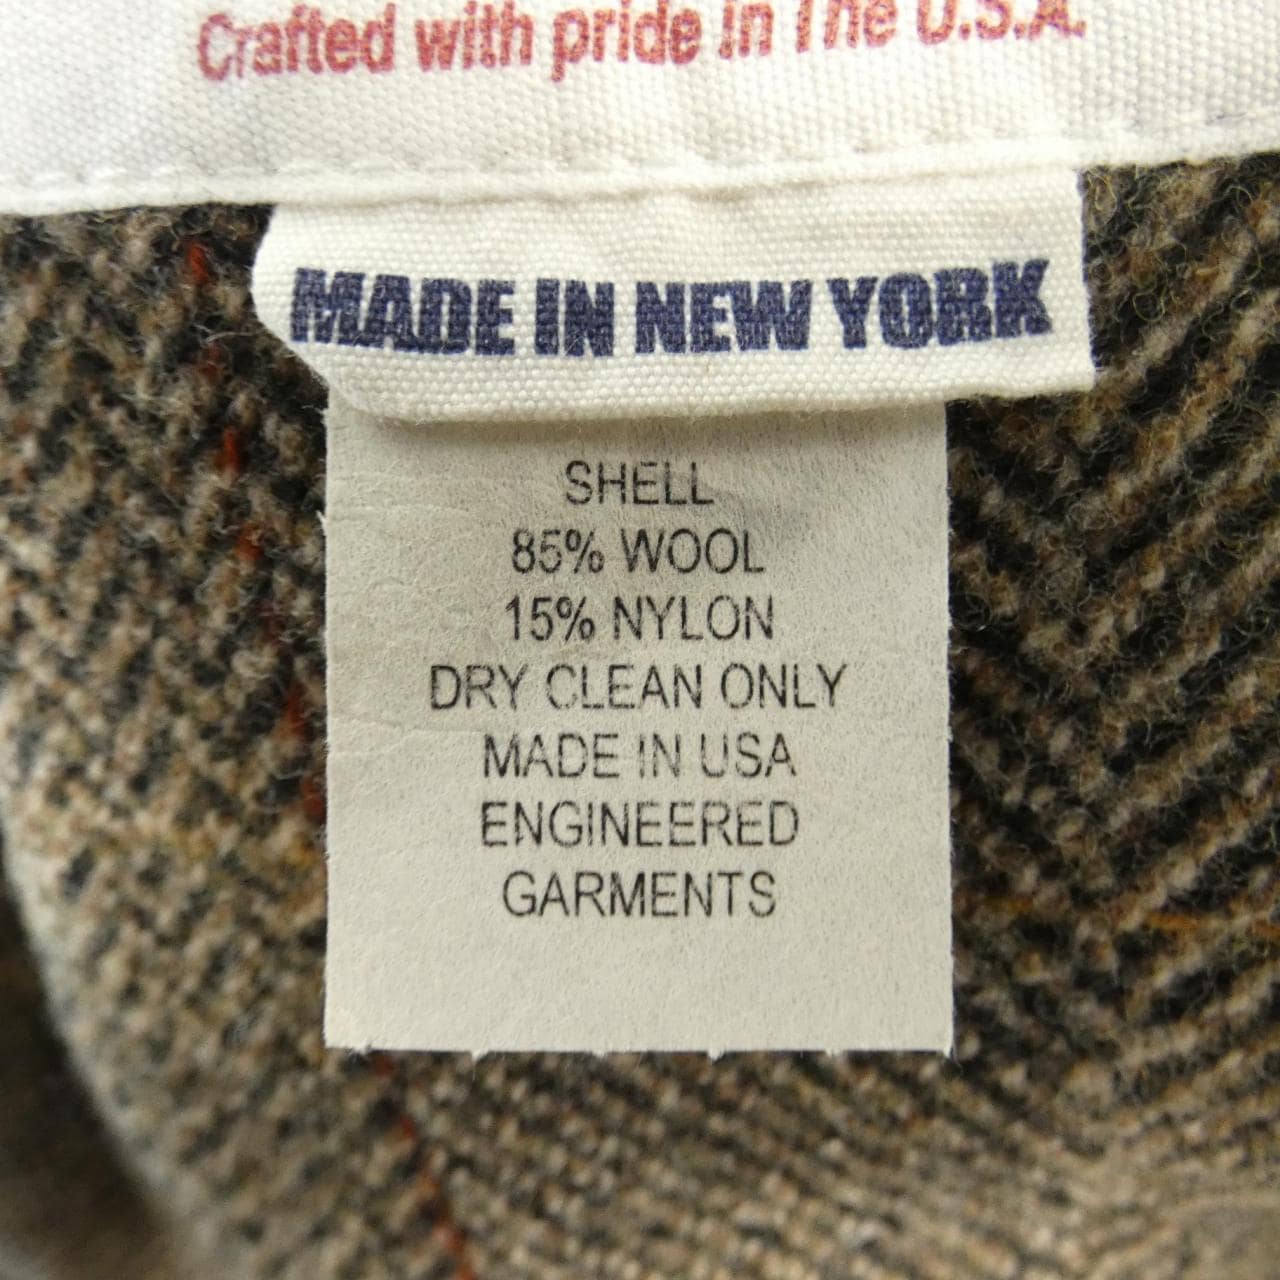 Crafted with pride in The U.S.A.
MADE IN NEW YORK
SHELL
85% WOOL
15% NYLON
DRY CLEAN ONLY
MADE IN USA
ENGINEERED
GARMENTS